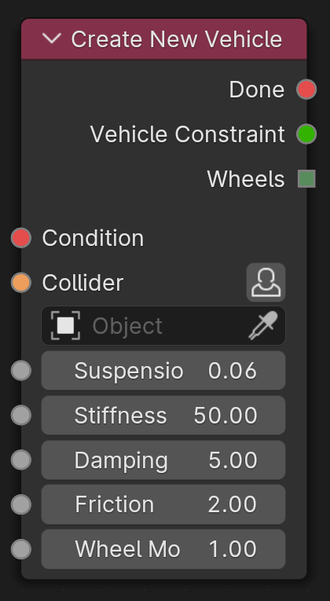 Create New Vehicle
Done
Vehicle Constraint
Wheels
Condition
Collider
Object
Suspensio 0.06
Stiffness 50.00
Damping 5.00
Friction 2.00
Wheel Mo 1.00